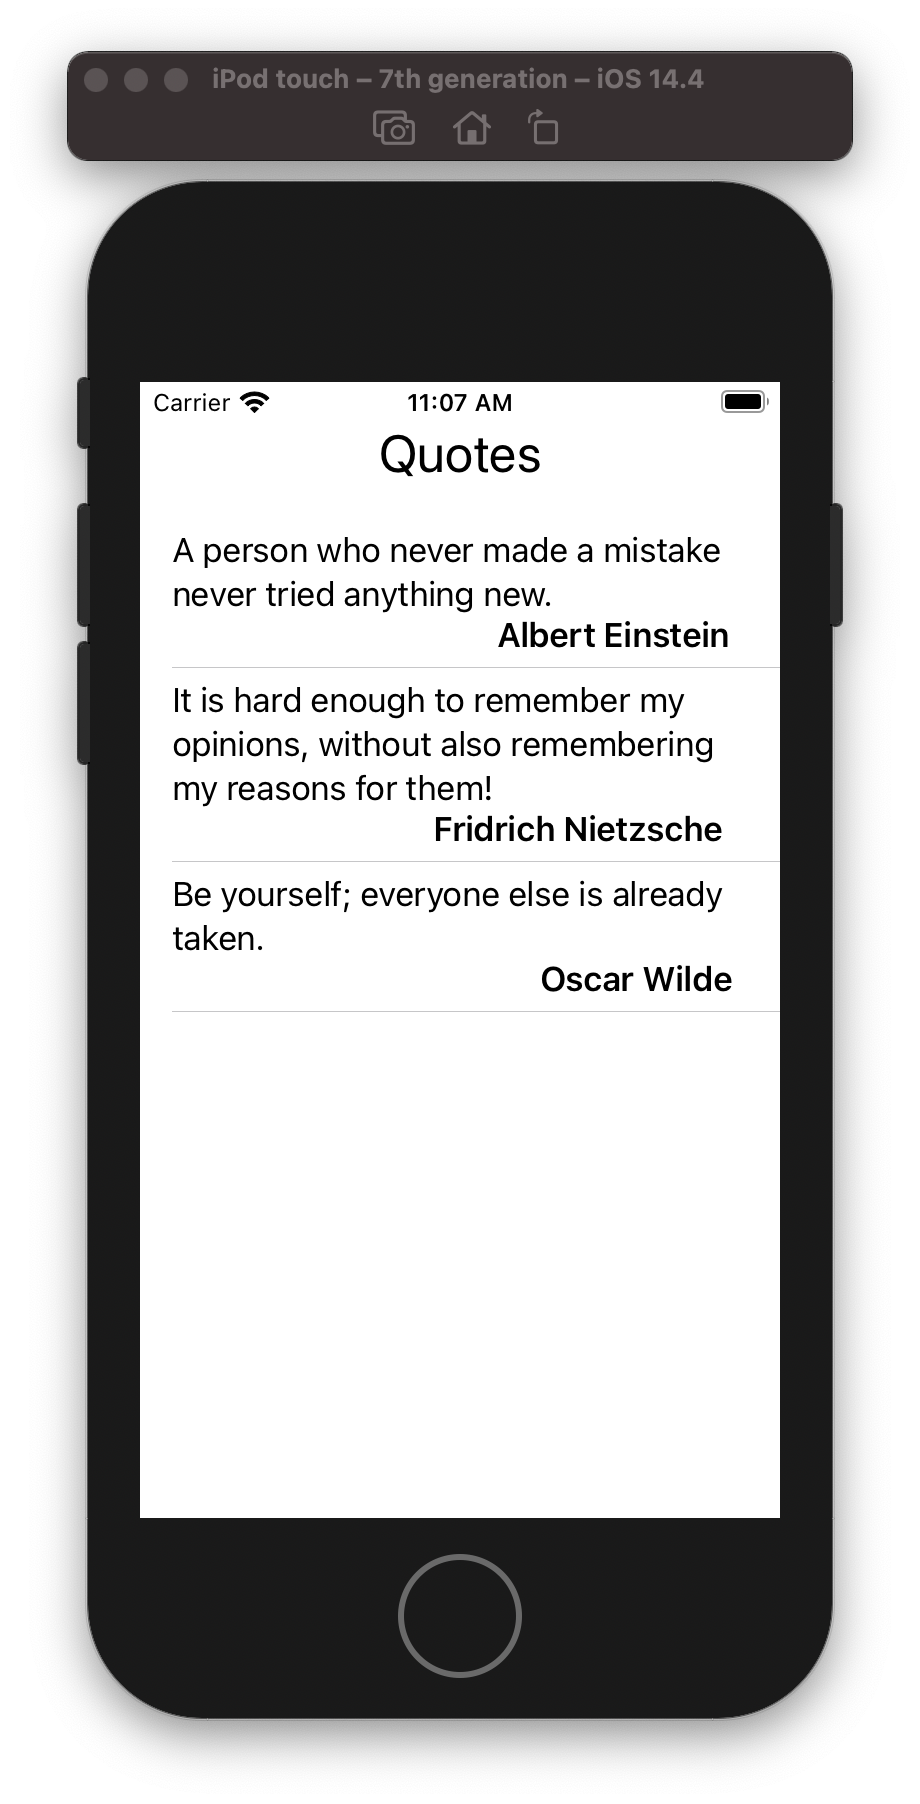 iPod touch – 7th generation – iOS 14.4
Carrier 11:07 AM
Quotes
A person who never made a mistake
never tried anything new.
Albert Einstein
It is hard enough to remember my
opinions, without also remembering
my reasons for them!
Fridrich Nietzsche
Be yourself; everyone else is already
taken.
Oscar Wilde